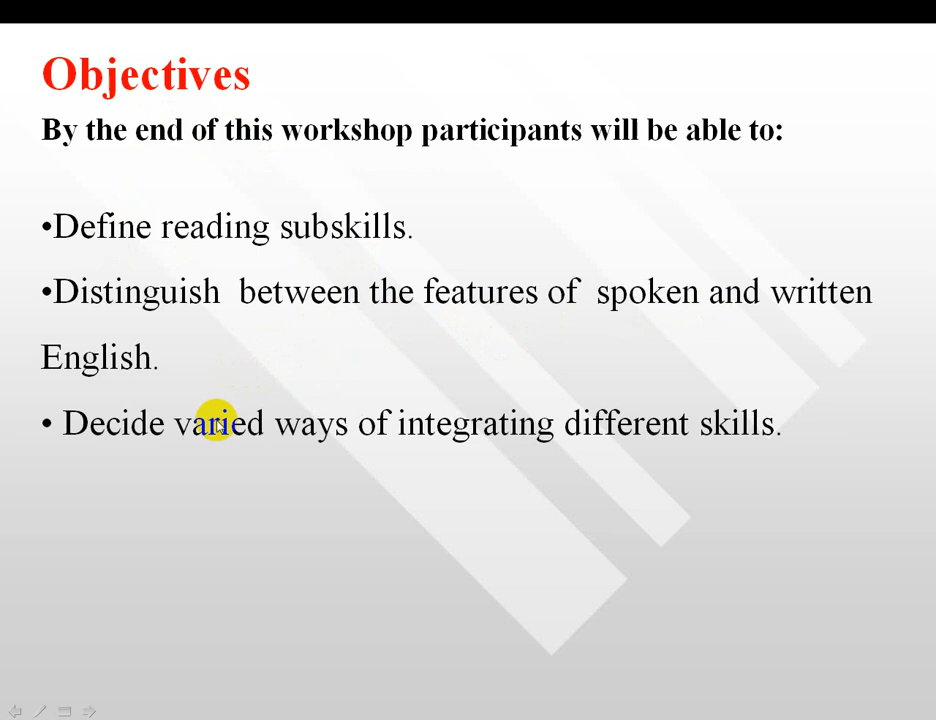 Objectives
By the end of this workshop participants will be able to:
•Define reading subskills.
•Distinguish  between the features of  spoken and written
English.
• Decide varied ways of integrating different skills.